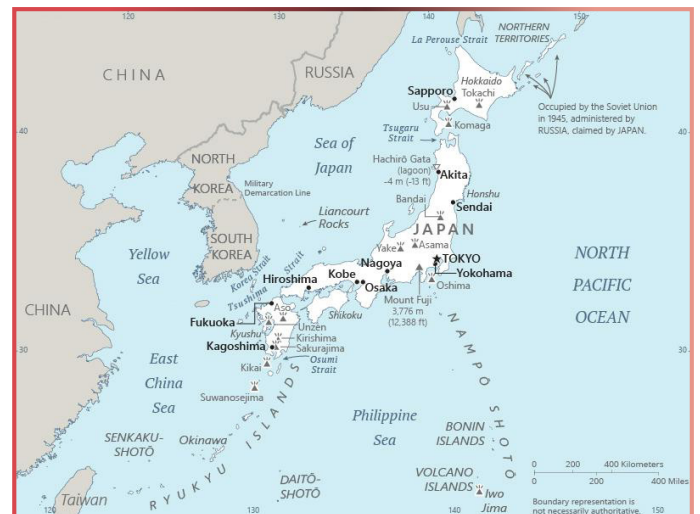 120
130
140
150
La Perouse Strait
NORTHERN
TERRITORIES
CHINA
RUSSIA
Hokkaido
Tokachi
Sapporo
Usu
Komaga
Occupied by the Soviet Union
in 1945, administered by
RUSSIA, claimed by JAPAN.
40
40
Sea of
Japan
Tsugaru
Strait
NORTH
KOREA
Military
Demarcation Line
Hachirō Gata
(lagoon)
-4 m (-13 ft)
Akita
Honshu
Bandai
Sendai
Liancourt
Rocks
JAPAN
SOUTH
KOREA
Yellow
Sea
Yake
Asama
TOKYO
Yokohama
Nagoya
Kobe
Osaka
Oshima
Korea Strait
Tsushima Strait
Hiroshima
Mount Fuji
3,776 m
(12,388 ft)
NORTH
PACIFIC
OCEAN
CHINA
Fukuoka
Aso
Shikoku
Kyushu
Unzen
Kirishima
Sakurajima
Kagoshima
Osumi
Strait
Kikai
Suwanosejima
30
30
East
China
Sea
NAMPŌ SHOTŌ
Philippine
Sea
SENKAKU-
SHOTŌ
Okinawa
RYUKYU ISLANDS
BONIN
ISLANDS
DAITŌ-
SHOTŌ
VOLCANO
ISLANDS
Iwo
Jima
Taiwan
0 200 400 Kilometers
0 200 400 Miles
Boundary representation is
not necessarily authoritative.
120
130
140
150